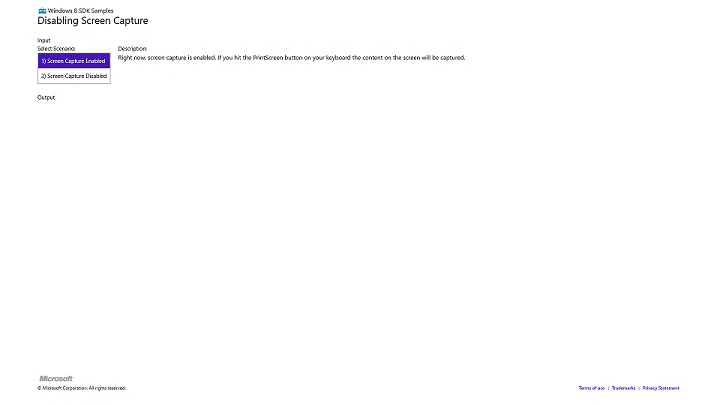 Windows 8 SDK Samples
Disabling Screen Capture
Input
Select Scenario:
1) Screen Capture Enabled
2) Screen Capture Disabled
Description:
Right now, screen capture is enabled. If you hit the PrintScreen button on your keyboard the content on the screen will be captured.
Output
Microsoft
© Microsoft Corporation. All rights reserved.
Terms of use | Trademarks | Privacy Statement